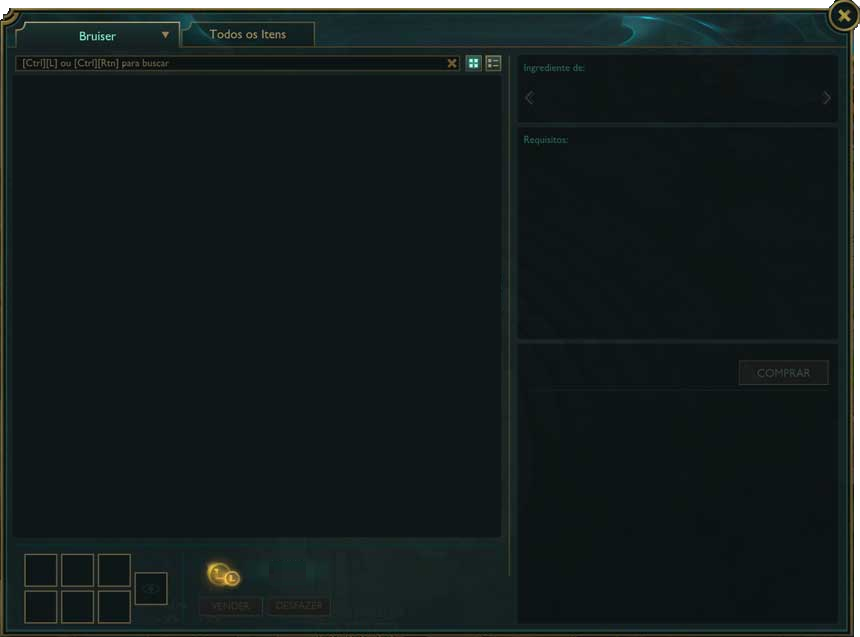 Bruiser
Todos os Itens
[Ctrl][L] ou [Ctrl][Rtn] para buscar
Ingrediente de:
Requisitos:
COMPRAR
VENDER
DESFAZER